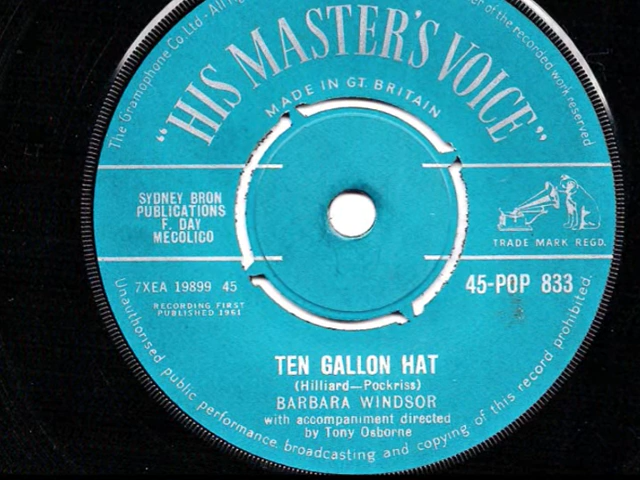 The Gramophone Co. Ltd - All rig
er of the recorded work reserved
"HIS MASTER'S VOICE"
MADE IN GT. BRITAIN
SYDNEY BRON
PUBLICATIONS
F. DAY
MECOLICO
TRADE MARK REGD.
7XEA 19899 45
45-POP 833
RECORDING FIRST
PUBLISHED 1961
TEN GALLON HAT
(Hilliard—Pockriss)
BARBARA WINDSOR
with accompaniment directed
by Tony Osborne
Unauthorised public performance broadcasting and copying of this record prohibited.